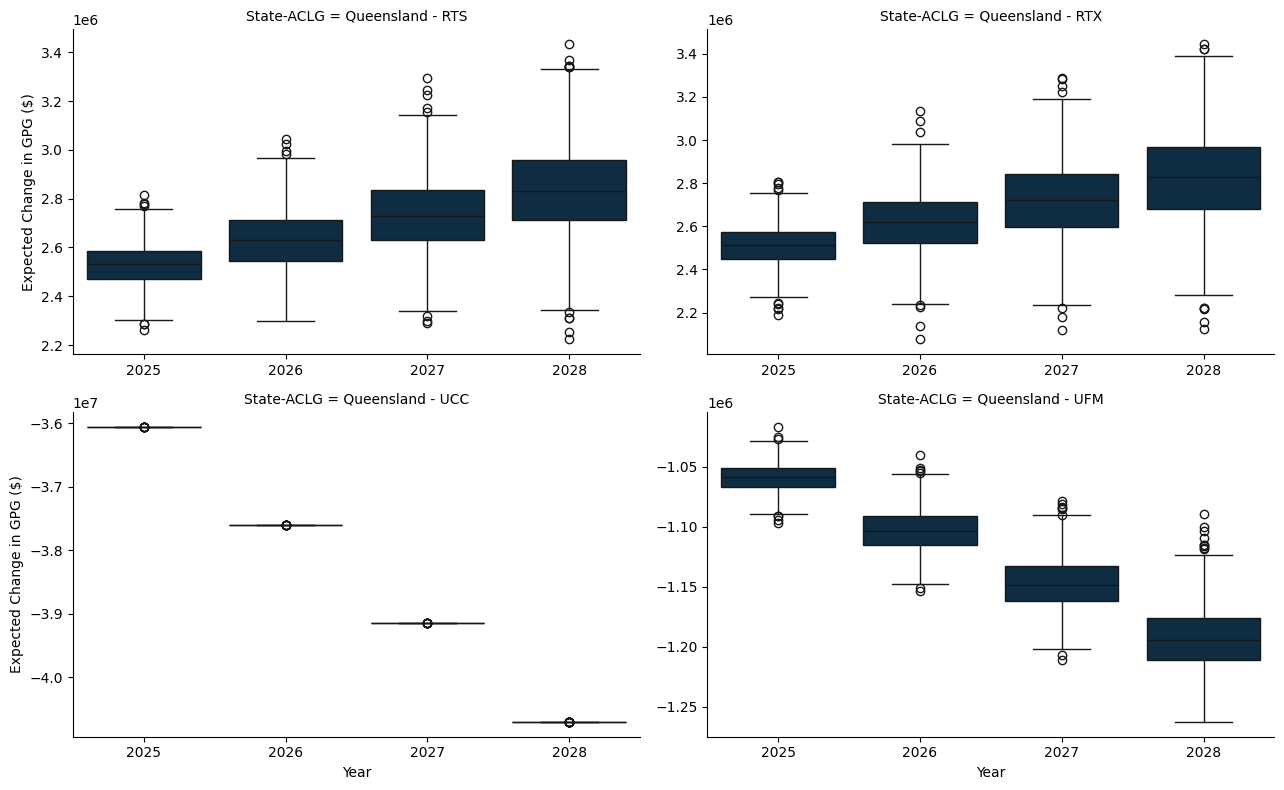 State-ACLG = Queensland - RTS
1e6
Expected Change in GPG ($)
3.4
3.2
3.0
2.8
2.6
2.4
2.2
2025 2026 2027 2028
State-ACLG = Queensland - RTX
1e6
3.4
3.2
3.0
2.8
2.6
2.4
2.2
2025 2026 2027 2028
State-ACLG = Queensland - UCC
1e7
Expected Change in GPG ($)
−3.6
−3.7
−3.8
−3.9
−4.0
2025 2026 2027 2028
Year
State-ACLG = Queensland - UFM
1e6
−1.05
−1.10
−1.15
−1.20
−1.25
2025 2026 2027 2028
Year